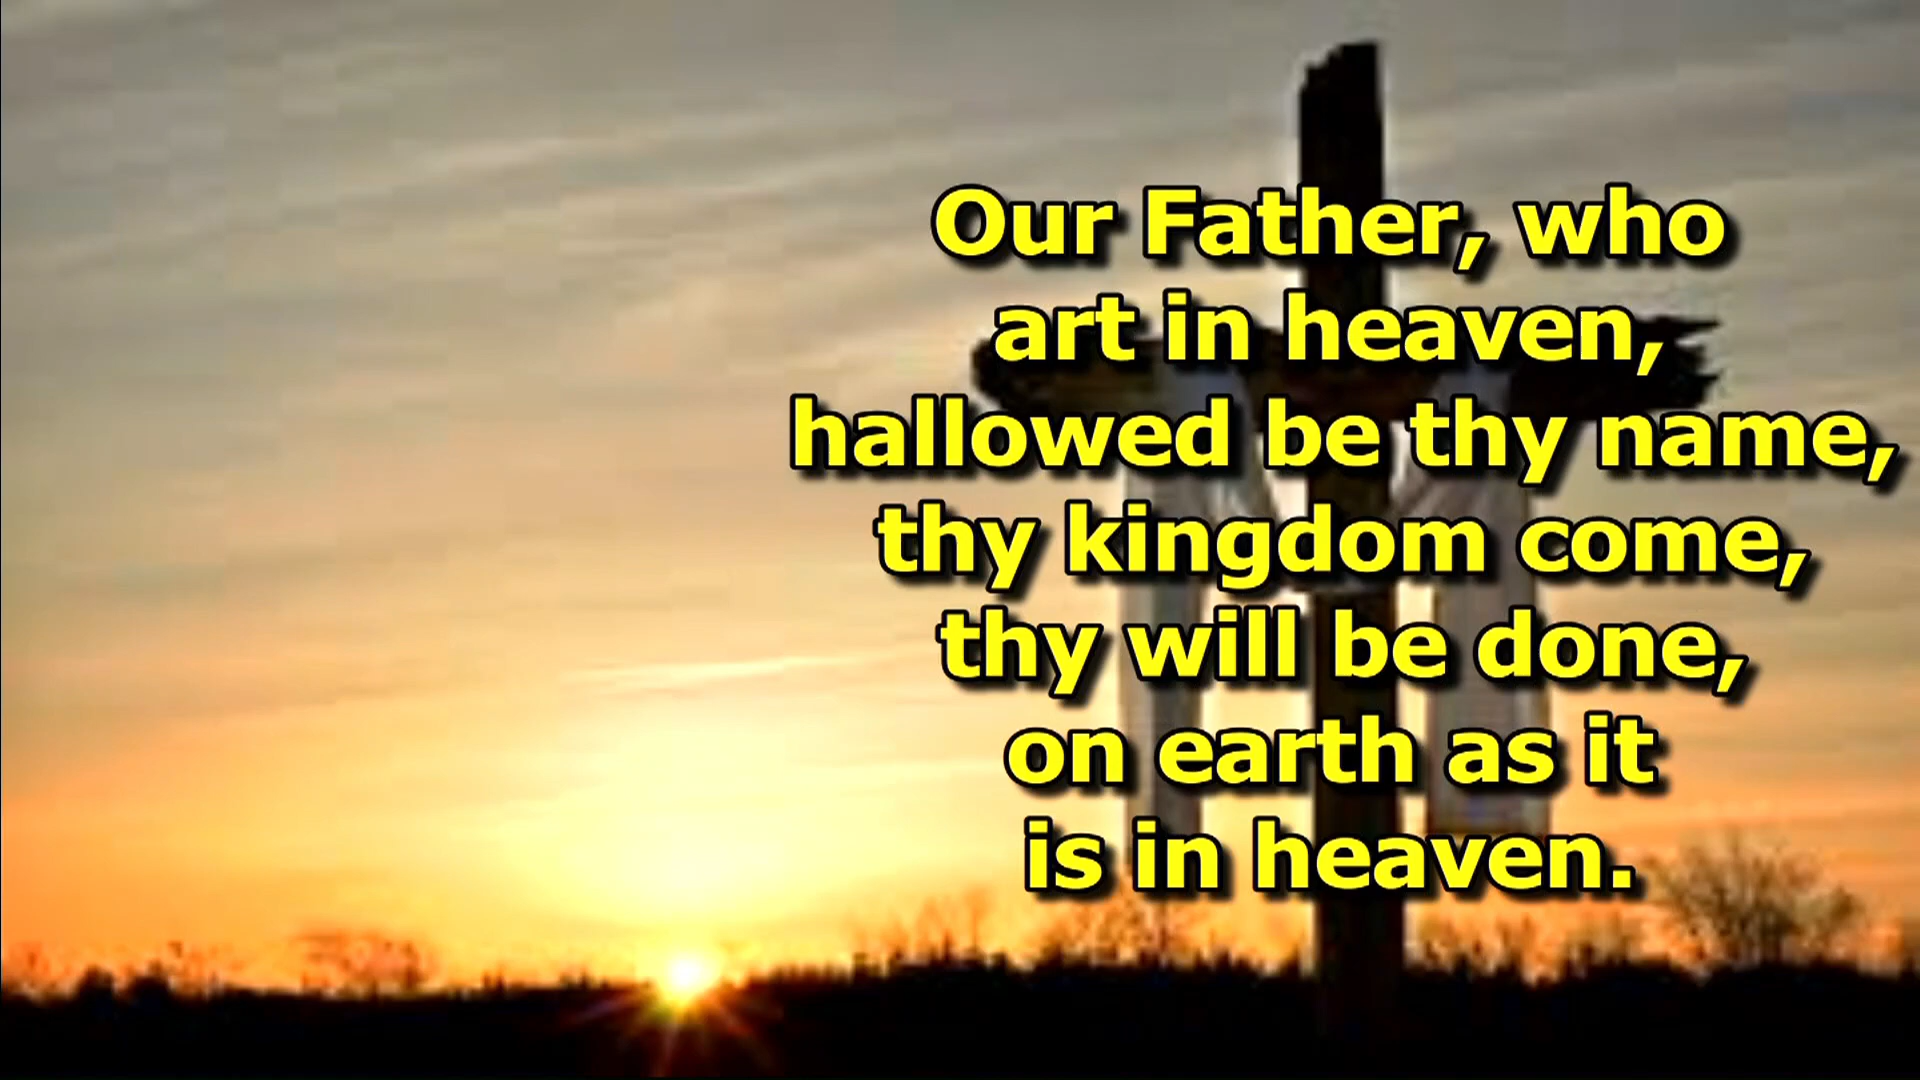 Our Father, who
art in heaven,
hallowed be thy name,
thy kingdom come,
thy will be done,
on earth as it
is in heaven.